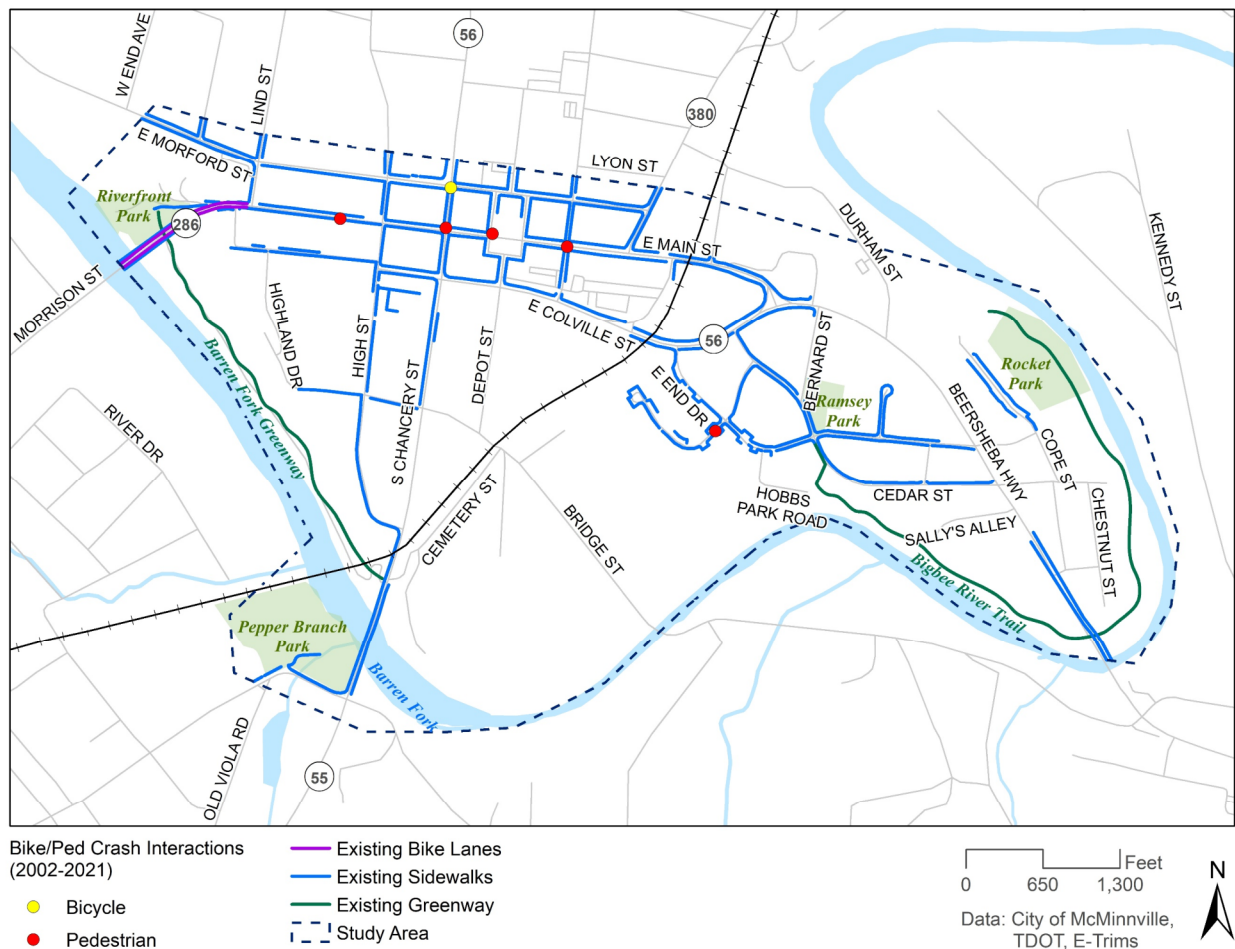 56
W END AVE
LIND ST
380
E MORFORD ST
LYON ST
Riverfront
Park
286
E MAIN ST
DURHAM ST
KENNEDY ST
MORRISON ST
HIGHLAND DR
HIGH ST
S CHANCERY ST
DEPOT ST
E COLVILLE ST
56
BERNARD ST
E END DR
Ramsey
Park
Rocket
Park
BEERSHEBA HWY
COPE ST
CHESTNUT ST
RIVER DR
Barren Fork Greenway
CEMETERY ST
BRIDGE ST
HOBBS
PARK ROAD
CEDAR ST
SALLY'S ALLEY
Bigbee River Trail
Pepper Branch
Park
Barren Fork
OLD VIOLA RD
55
Bike/Ped Crash Interactions
(2002-2021)
Bicycle
Pedestrian
Existing Bike Lanes
Existing Sidewalks
Existing Greenway
Study Area
Feet
0 650 1,300
Data: City of McMinnville,
TDOT, E-Trims
N